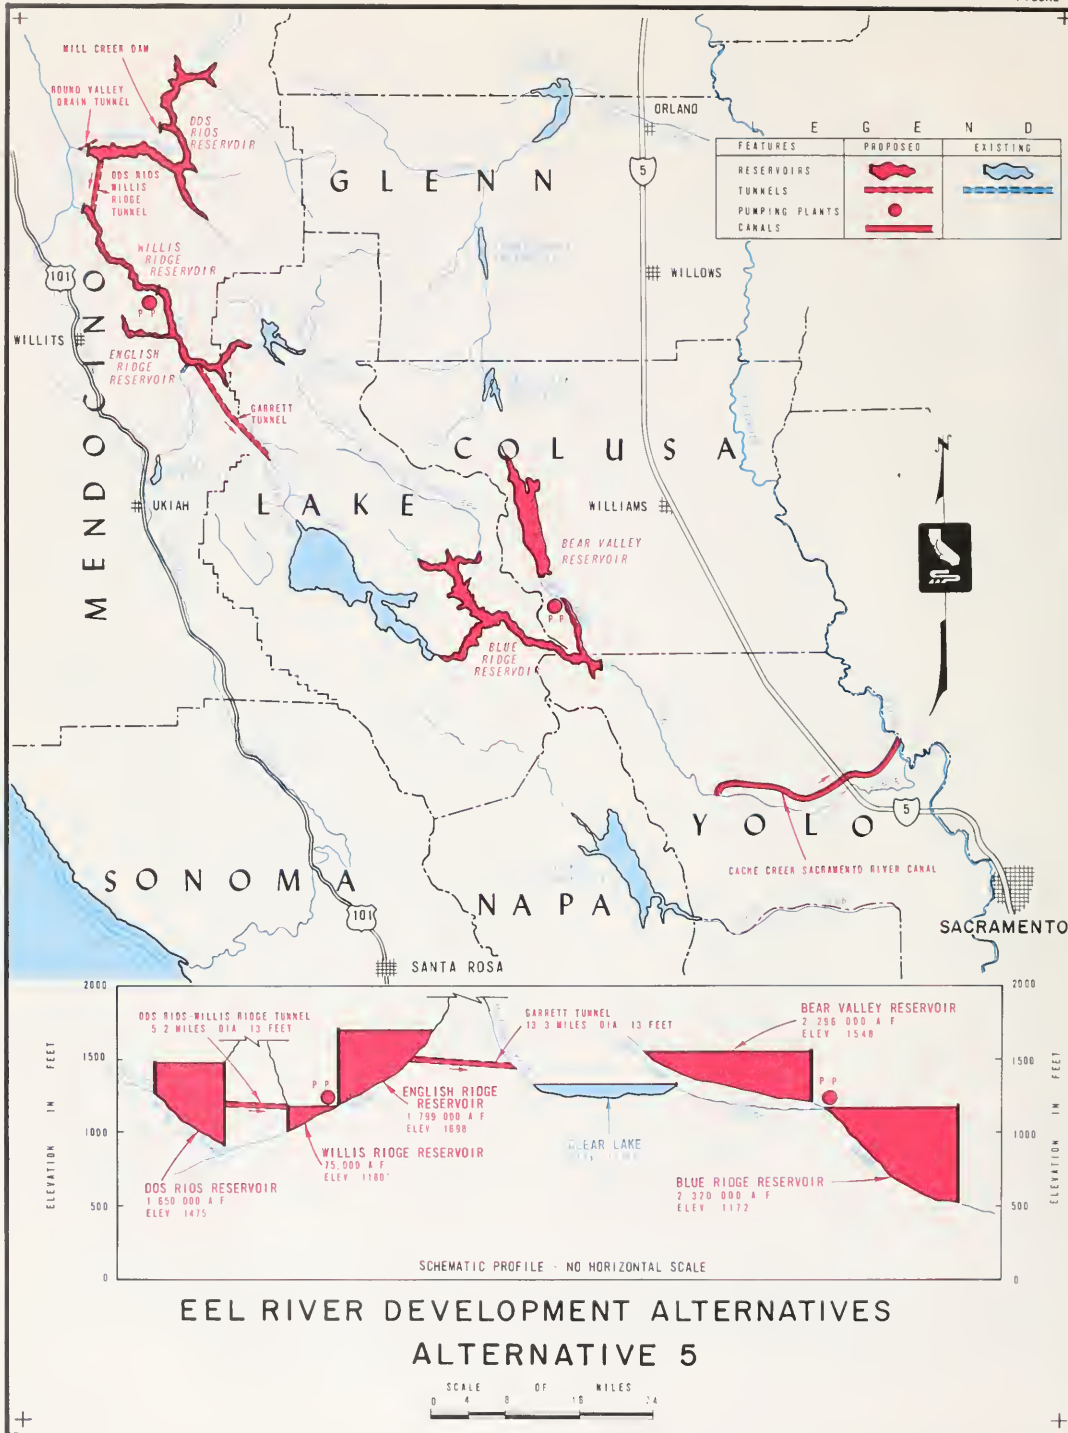 MILL CREEK DAM
ROUND VALLEY
DRAIN TUNNEL
DOS
RIOS
RESERVOIR
DOS RIOS
WILLIS
RIDGE
TUNNEL
GLENN
ORLAND
5
LEGEND
FEATURES PROPOSED EXISTING
RESERVOIRS
TUNNELS
PUMPING PLANTS
CANALS
WILLIS
RIDGE
RESERVOIR
101
P P
WILLITS
WILLOWS
ENGLISH
RIDGE
RESERVOIR
GARRETT
TUNNEL
MENDOCINO
COLUSA
N
UKIAH
LAKE
WILLIAMS
BEAR VALLEY
RESERVOIR
P P
BLUE
RIDGE
RESERVOIR
YOLO
5
CACHE CREEK SACRAMENTO RIVER CANAL
SONOMA
101
NAPA
SACRAMENTO
SANTA ROSA
2000
1500
1000
500
0
ELEVATION IN FEET
DOS RIOS-WILLIS RIDGE TUNNEL
5.2 MILES DIA 13 FEET
P P
GARRETT TUNNEL
13 3 MILES DIA 13 FEET
BEAR VALLEY RESERVOIR
2 296 000 A F
ELEV 1548
P P
ENGLISH RIDGE
RESERVOIR
1 799 000 A F
ELEV 1698
WILLIS RIDGE RESERVOIR
75,000 A F
ELEV 1180'
CLEAR LAKE
DOS RIOS RESERVOIR
1 650 000 A F
ELEV 1475
BLUE RIDGE RESERVOIR
2 320 000 A F
ELEV 1172
2000
1500
1000
500
0
ELEVATION IN FEET
SCHEMATIC PROFILE - NO HORIZONTAL SCALE
EEL RIVER DEVELOPMENT ALTERNATIVES
ALTERNATIVE 5
SCALE OF MILES
0 4 8 16 24